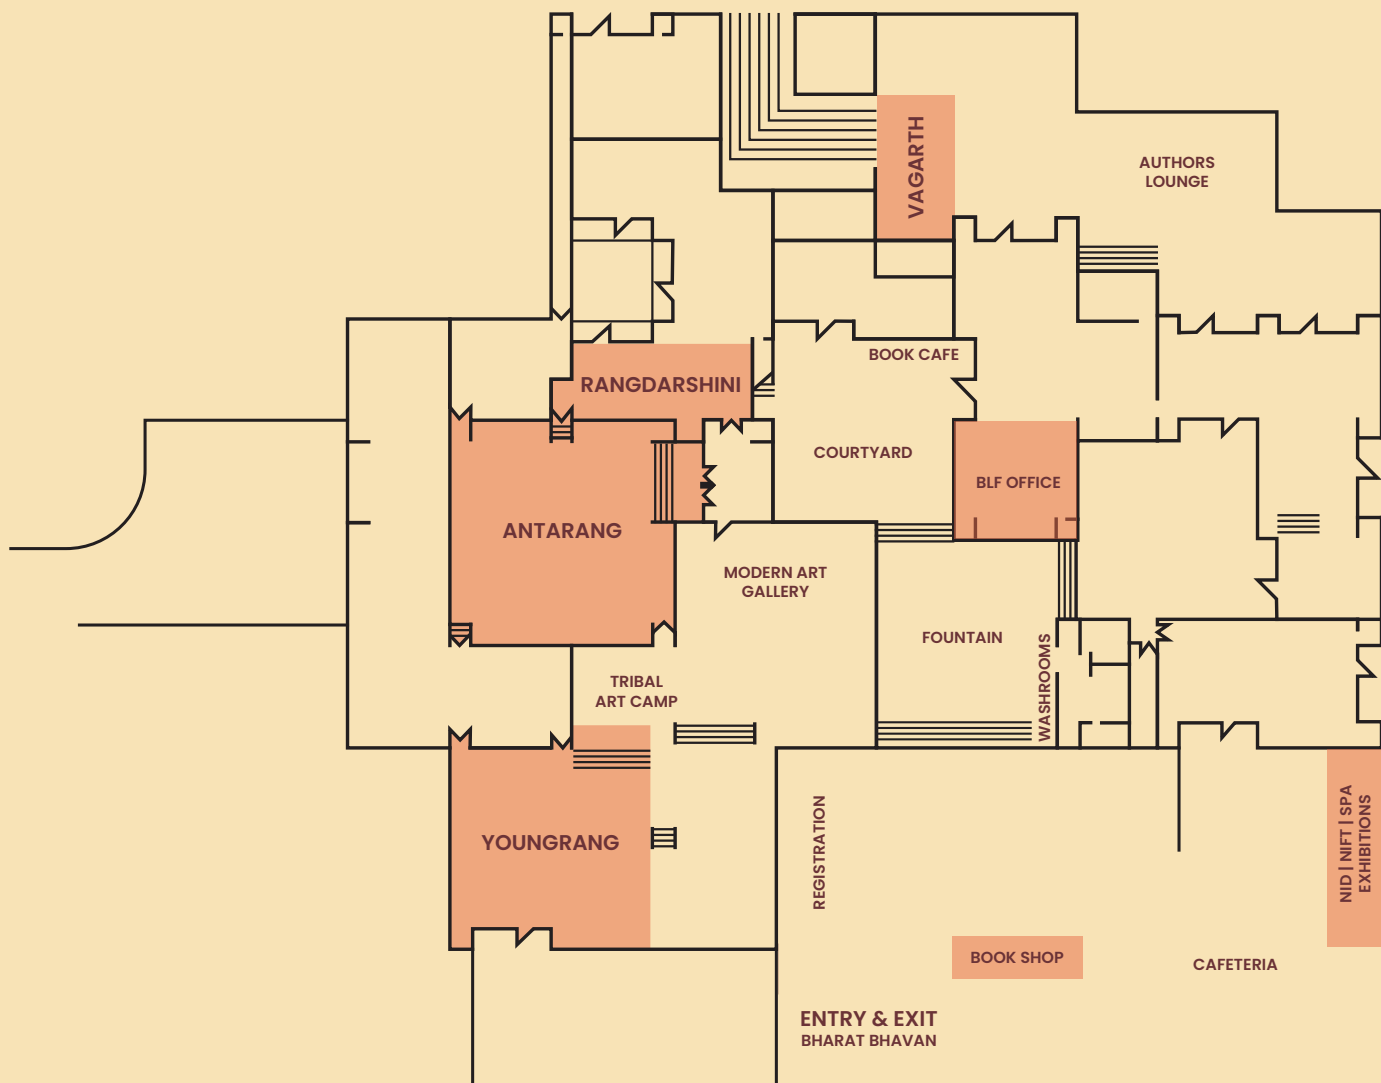 VAGARTH
AUTHORS
LOUNGE
BOOK CAFE
RANGDARSHINI
COURTYARD
BLF OFFICE
ANTARANG
MODERN ART
GALLERY
FOUNTAIN
WASHROOMS
TRIBAL
ART CAMP
YOUNGRANG
REGISTRATION
NID | NIFT | SPA
EXHIBITIONS
BOOK SHOP
CAFETERIA
ENTRY & EXIT
BHARAT BHAVAN